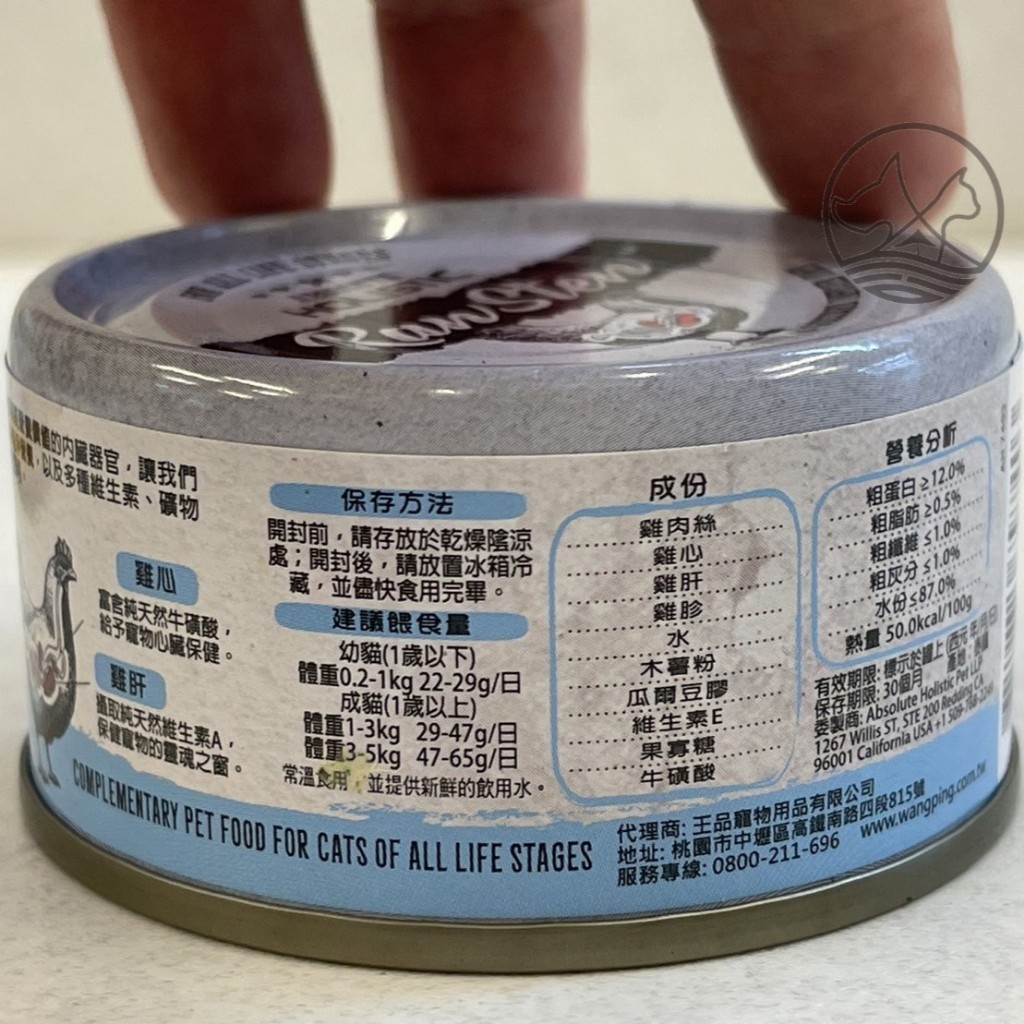 RawStern
的內臟器官，讓我們
，以及多種維生素、礦物
雞心
富含純天然牛磺酸，
給予寵物心臟保健。
雞肝
攝取純天然維生素A，
保健寵物的靈魂之窗。
保存方法
開封前，請存放於乾燥陰涼
處；開封後，請放置冰箱冷
藏，並儘快食用完畢。
建議餵食量
幼貓(1歲以下)
體重0.2-1kg 22-29g/日
成貓(1歲以上)
體重1-3kg 29-47g/日
體重3-5kg 47-65g/日
常溫食用，並提供新鮮的飲用水。
成份
雞肉絲
雞心
雞肝
雞胗
水
木薯粉
瓜爾豆膠
維生素E
果寡糖
牛磺酸
營養分析
粗蛋白 ≥12.0%
粗脂肪 ≥0.5%
粗纖維 ≤1.0%
粗灰分 ≤1.0%
水份 ≤87.0%
熱量 50.0kcal/100g
有效期限: 標示於罐上 (西元 年/月/日)
保存期限: 30個月
產地: 泰國
委製商: Absolute Holistic Pet LLP
1267 Willis ST. STE 200 Redding CA
96001 California USA +1 509-768-2249
COMPLEMENTARY PET FOOD FOR CATS OF ALL LIFE STAGES
代理商: 王品寵物用品有限公司
地址: 桃園市中壢區高鐵南路四段815號
服務專線: 0800-211-696 www.wangping.com.tw